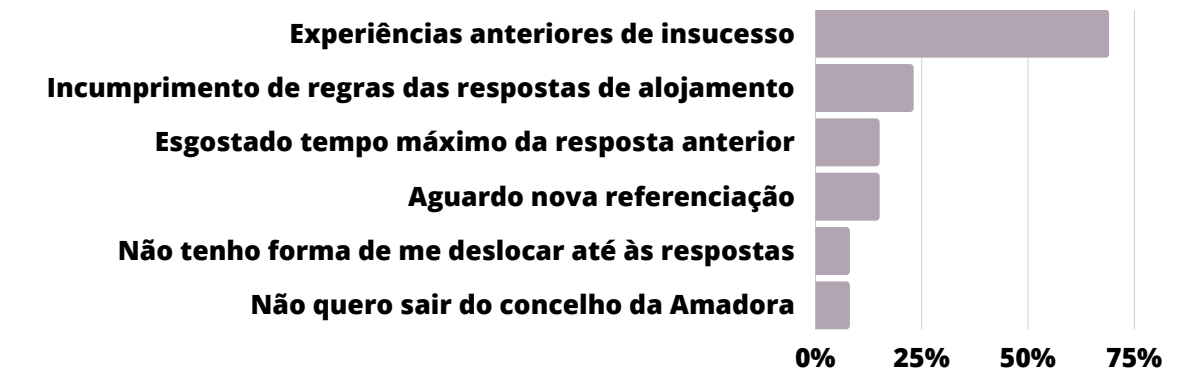 Experiências anteriores de insucesso
Incumprimento de regras das respostas de alojamento
Esgostado tempo máximo da resposta anterior
Aguardo nova referenciação
Não tenho forma de me deslocar até às respostas
Não quero sair do concelho da Amadora
0% 25% 50% 75%